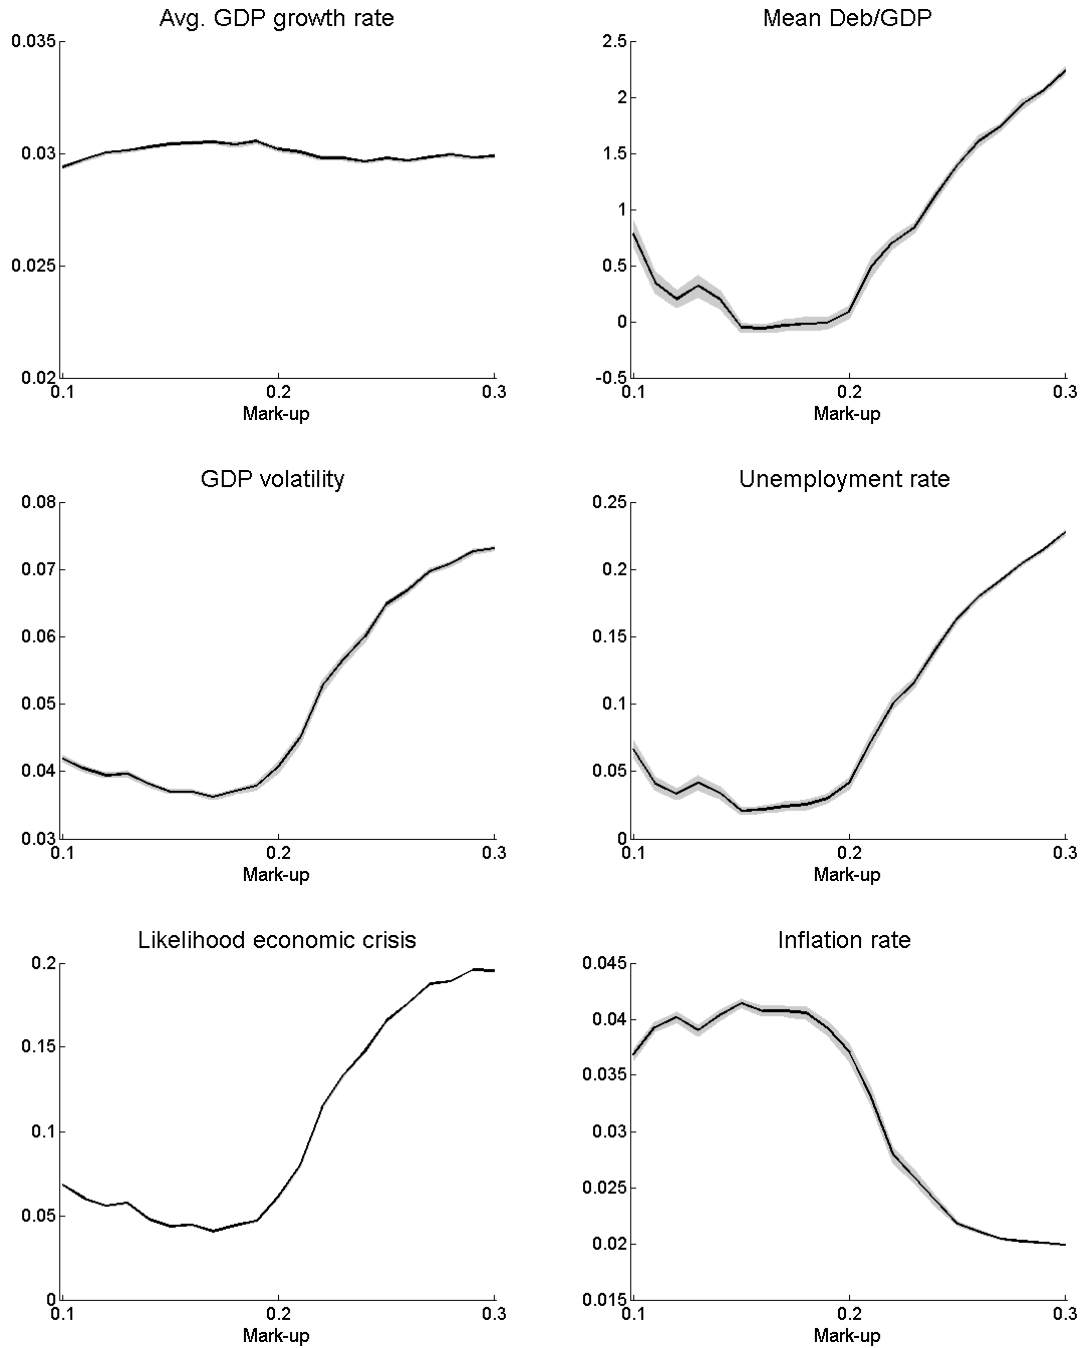 Avg. GDP growth rate
0.035
0.03
0.025
0.02
0.1 0.2 0.3
Mark-up
Mean Deb/GDP
2.5
2
1.5
1
0.5
0
-0.5
0.1 0.2 0.3
Mark-up
GDP volatility
0.08
0.07
0.06
0.05
0.04
0.03
0.1 0.2 0.3
Mark-up
Unemployment rate
0.25
0.2
0.15
0.1
0.05
0
0.1 0.2 0.3
Mark-up
Likelihood economic crisis
0.2
0.15
0.1
0.05
0
0.1 0.2 0.3
Mark-up
Inflation rate
0.045
0.04
0.035
0.03
0.025
0.02
0.015
0.1 0.2 0.3
Mark-up